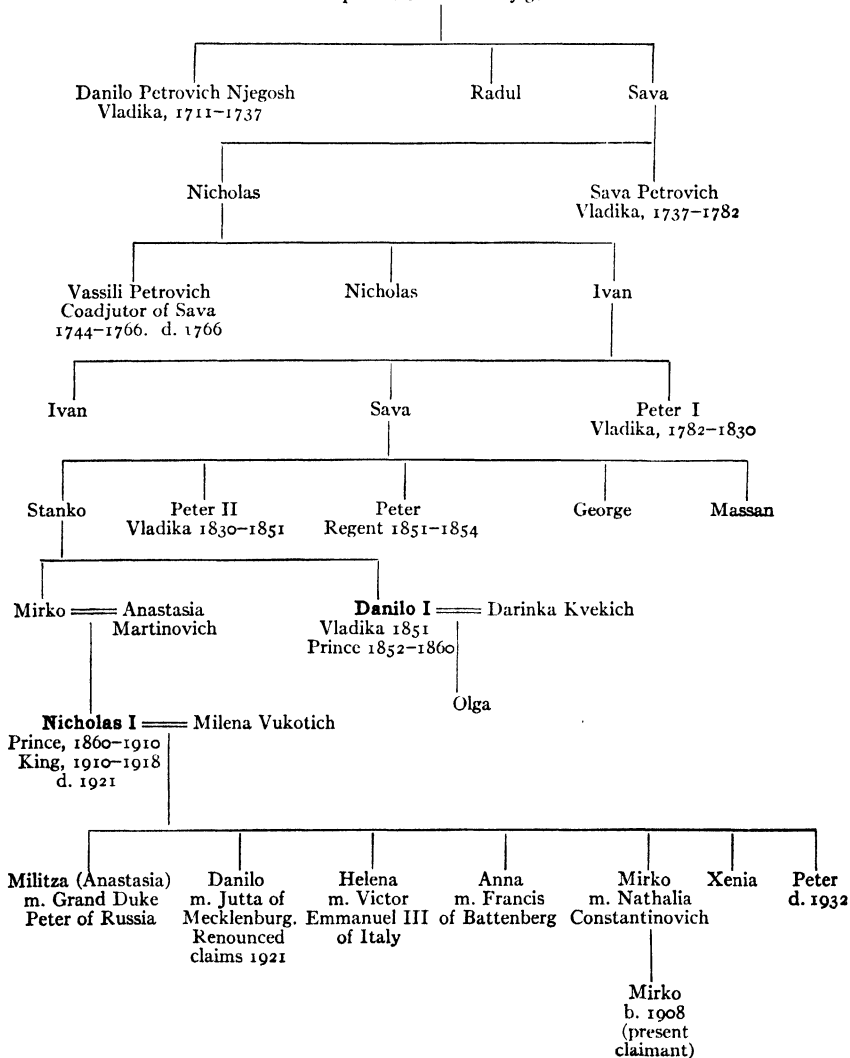 Danilo Petrovich Njegosh
Vladika, 1711–1737
Radul
Sava
Nicholas
Sava Petrovich
Vladika, 1737–1782
Vassili Petrovich
Coadjutor of Sava
1744–1766. d. 1766
Nicholas
Ivan
Ivan
Sava
Peter I
Vladika, 1782–1830
Stanko
Peter II
Vladika 1830–1851
Peter
Regent 1851–1854
George
Massan
Mirko
Anastasia
Martinovich
Danilo I
Vladika 1851
Prince 1852–1860
Darinka Kvekich
Olga
Nicholas I
Prince, 1860–1910
King, 1910–1918
d. 1921
Milena Vukotich
Militza (Anastasia)
m. Grand Duke
Peter of Russia
Danilo
m. Jutta of
Mecklenburg.
Renounced
claims 1921
Helena
m. Victor
Emmanuel III
of Italy
Anna
m. Francis
of Battenberg
Mirko
m. Nathalia
Constantinovich
Xenia
Peter
d. 1932
Mirko
b. 1908
(present
claimant)